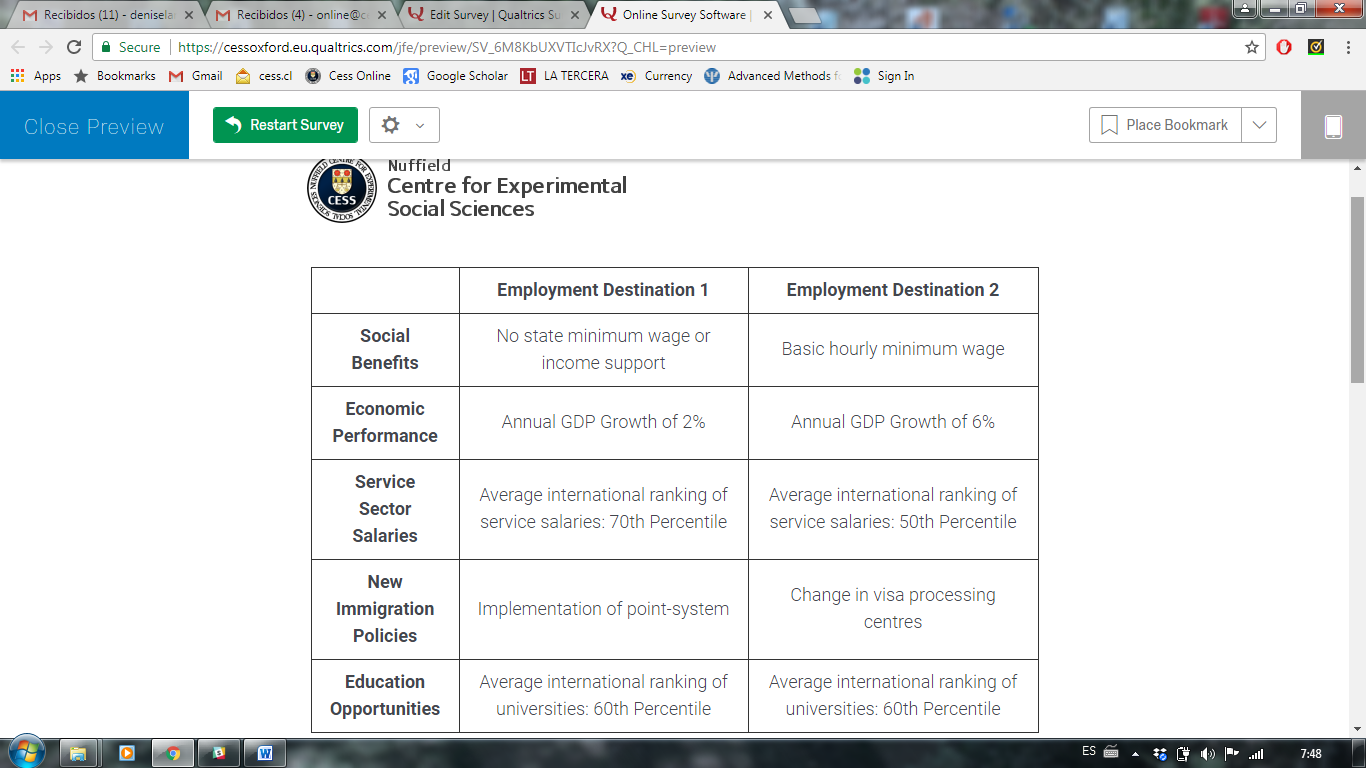 Recibidos (11) - denisela
Recibidos (4) - online@c
Edit Survey | Qualtrics Su
Online Survey Software |
Secure
https://cessoxford.eu.qualtrics.com/jfe/preview/SV_6M8KbUXVTIcJvRX?Q_CHL=preview
Apps
Bookmarks
Gmail
cess.cl
Cess Online
Google Scholar
LT
LA TERCERA
xe
Currency
Advanced Methods f
Sign In
Close Preview
Restart Survey
Place Bookmark
CESS
Nuffield
Centre for Experimental
Social Sciences
Employment Destination 1
Employment Destination 2
Social
Benefits
No state minimum wage or
income support
Basic hourly minimum wage
Economic
Performance
Annual GDP Growth of 2%
Annual GDP Growth of 6%
Service
Sector
Salaries
Average international ranking of
service salaries: 70th Percentile
Average international ranking of
service salaries: 50th Percentile
New
Immigration
Policies
Implementation of point-system
Change in visa processing
centres
Education
Opportunities
Average international ranking of
universities: 60th Percentile
Average international ranking of
universities: 60th Percentile
ES
7:48